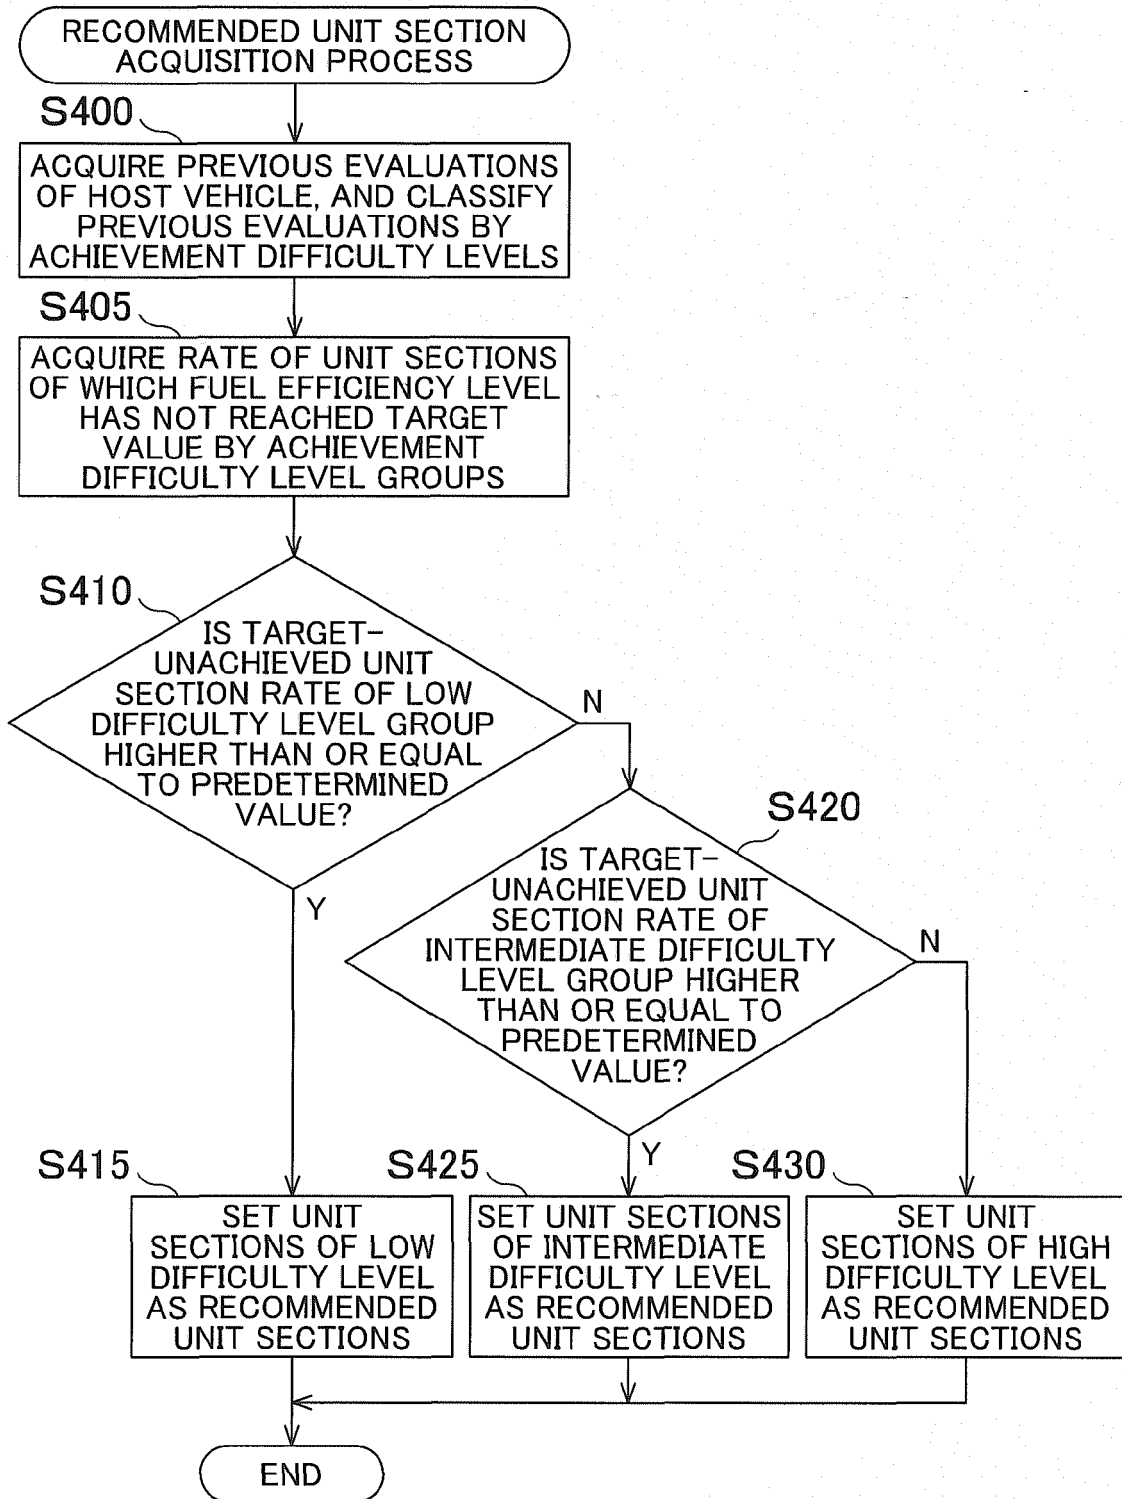 RECOMMENDED UNIT SECTION
ACQUISITION PROCESS
S400
ACQUIRE PREVIOUS EVALUATIONS
OF HOST VEHICLE, AND CLASSIFY
PREVIOUS EVALUATIONS BY
ACHIEVEMENT DIFFICULTY LEVELS
S405
ACQUIRE RATE OF UNIT SECTIONS
OF WHICH FUEL EFFICIENCY LEVEL
HAS NOT REACHED TARGET
VALUE BY ACHIEVEMENT
DIFFICULTY LEVEL GROUPS
S410
IS TARGET-
UNACHIEVED UNIT
SECTION RATE OF LOW
DIFFICULTY LEVEL GROUP
HIGHER THAN OR EQUAL
TO PREDETERMINED
VALUE?
N
Y
S420
IS TARGET-
UNACHIEVED UNIT
SECTION RATE OF
INTERMEDIATE DIFFICULTY
LEVEL GROUP HIGHER
THAN OR EQUAL TO
PREDETERMINED
VALUE?
N
Y
S415
SET UNIT
SECTIONS OF LOW
DIFFICULTY LEVEL
AS RECOMMENDED
UNIT SECTIONS
S425
SET UNIT SECTIONS
OF INTERMEDIATE
DIFFICULTY LEVEL
AS RECOMMENDED
UNIT SECTIONS
S430
SET UNIT
SECTIONS OF HIGH
DIFFICULTY LEVEL
AS RECOMMENDED
UNIT SECTIONS
END